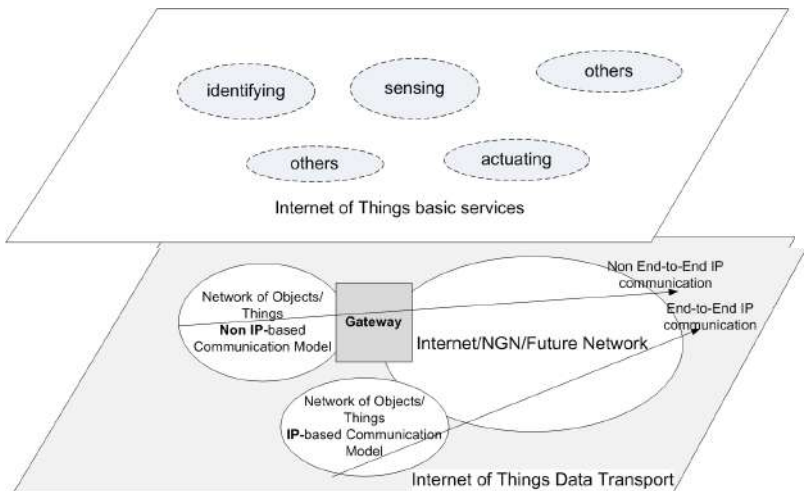 identifying
sensing
others
others
actuating
Internet of Things basic services
Non End-to-End IP
communication
Network of Objects/
Things
Non IP-based
Communication Model
Gateway
End-to-End IP
communication
Internet/NGN/Future Network
Network of Objects/
Things
IP-based Communication
Model
Internet of Things Data Transport